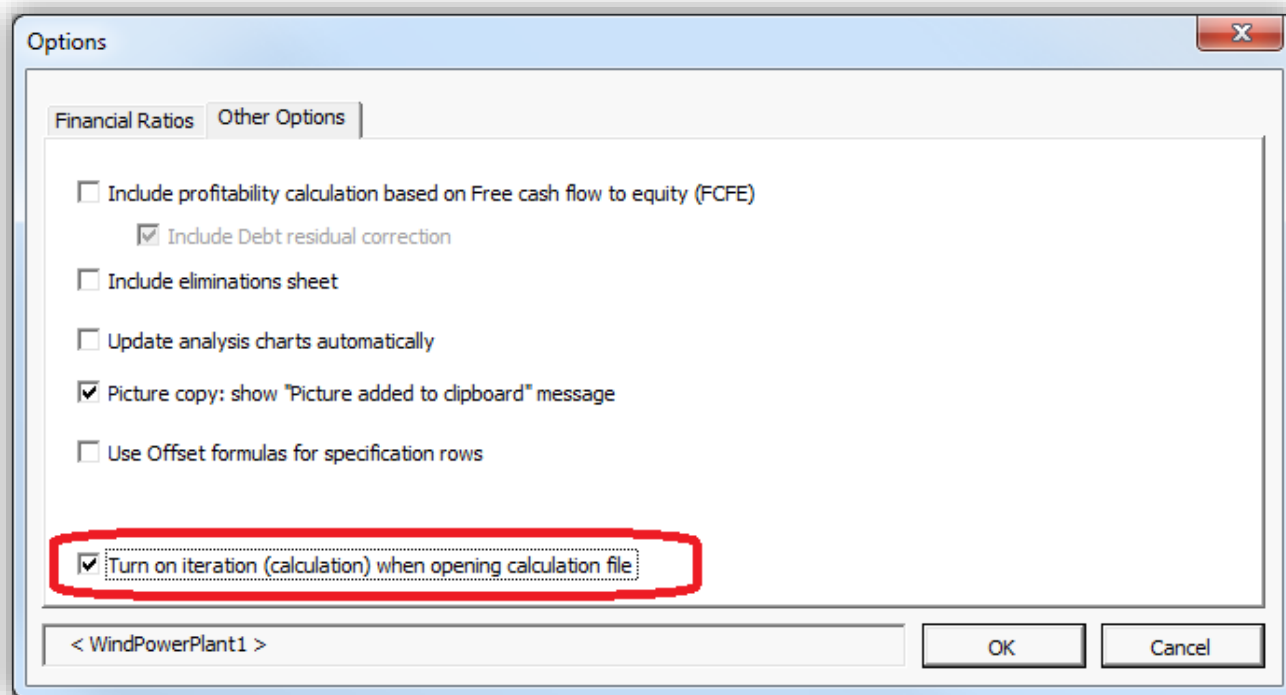 Options
Financial Ratios
Other Options
Include profitability calculation based on Free cash flow to equity (FCFE)
Include Debt residual correction
Include eliminations sheet
Update analysis charts automatically
Picture copy: show "Picture added to clipboard" message
Use Offset formulas for specification rows
Turn on iteration (calculation) when opening calculation file
< WindPowerPlant1 >
OK
Cancel